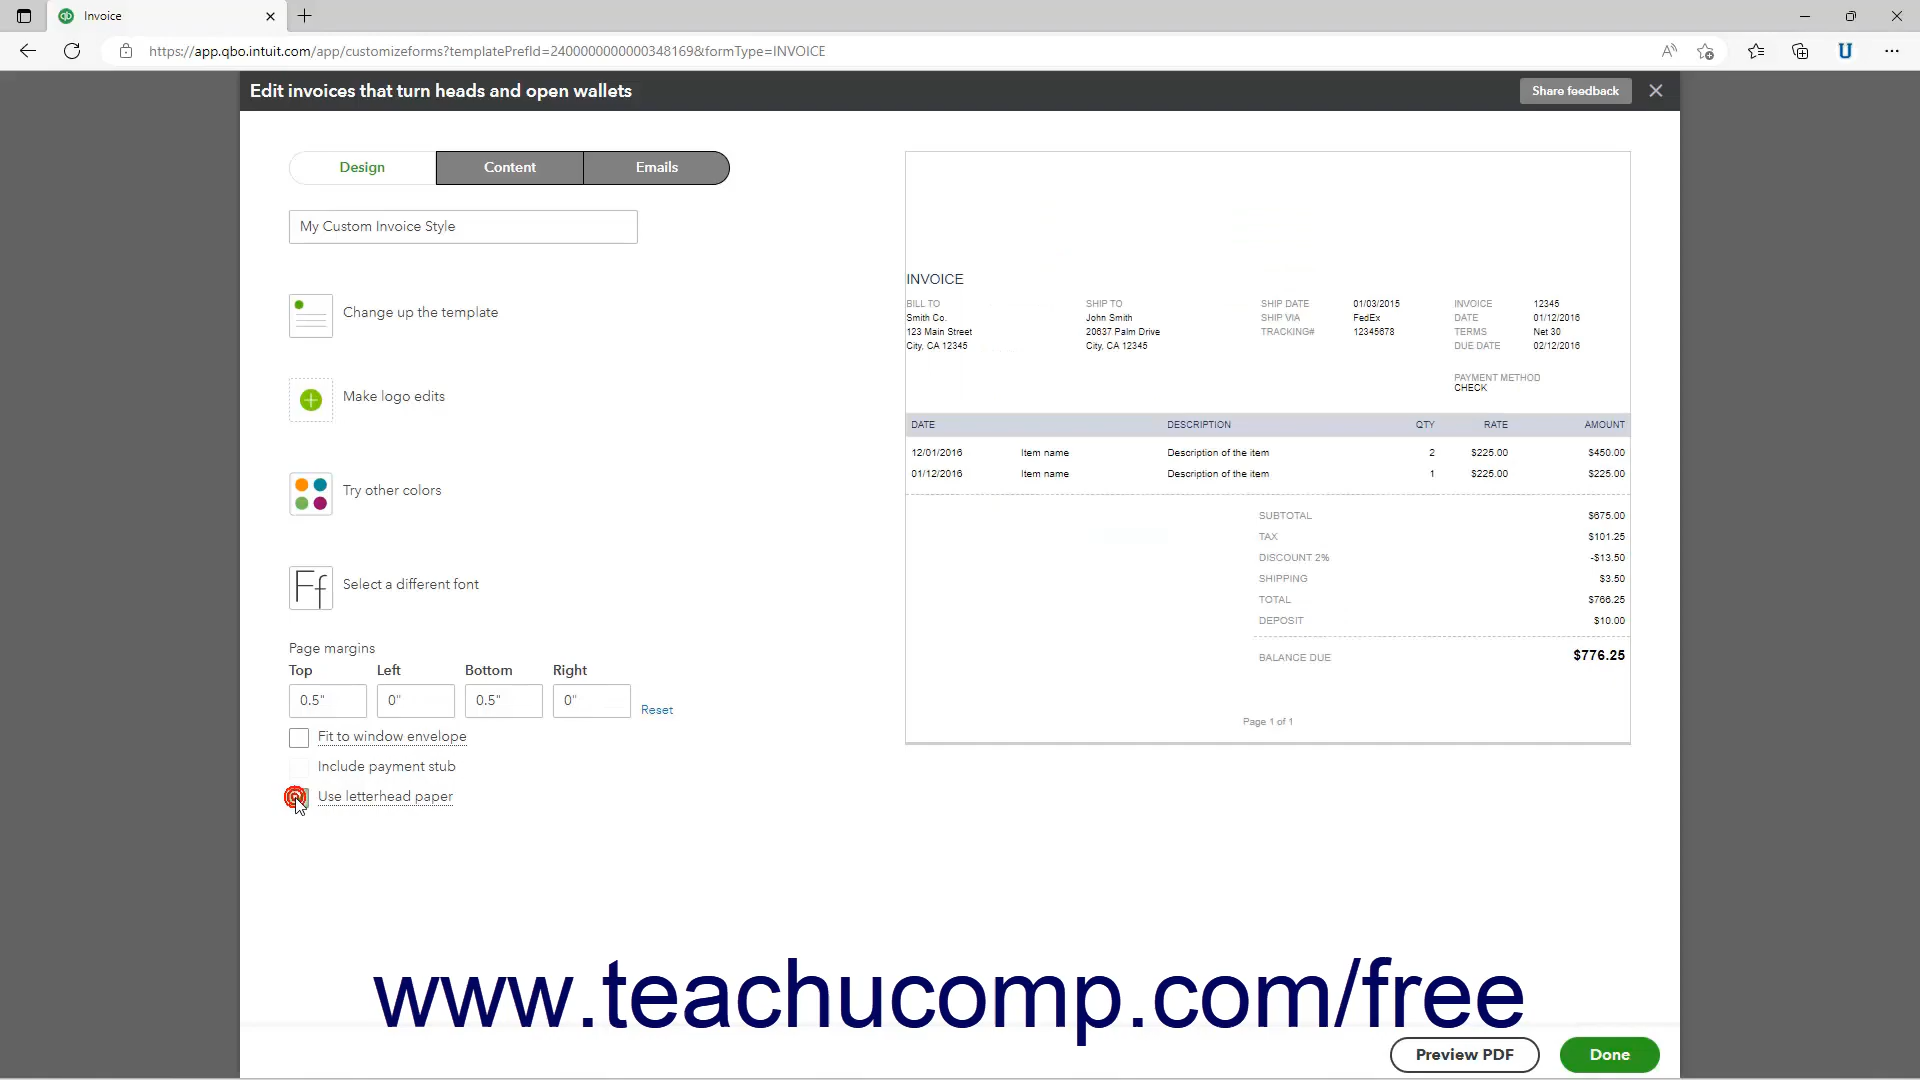 Invoice
https://app.qbo.intuit.com/app/customizeforms?templatePrefId=2400000000000348169&formType=INVOICE
Edit invoices that turn heads and open wallets
Share feedback
Design Content Emails
My Custom Invoice Style
Change up the template
Make logo edits
Try other colors
Ff Select a different font
Page margins
Top Left Bottom Right
0.5" 0" 0.5" 0" Reset
Fit to window envelope
Include payment stub
Use letterhead paper
INVOICE
BILL TO SHIP TO SHIP DATE 01/03/2015 INVOICE 12345
Smith Co. John Smith SHIP VIA FedEx DATE 01/12/2016
123 Main Street 20637 Palm Drive TRACKING# 12345678 TERMS Net 30
City, CA 12345 City, CA 12345 DUE DATE 02/12/2016
PAYMENT METHOD
CHECK
DATE DESCRIPTION QTY RATE AMOUNT
12/01/2016 Item name Description of the item 2 $225.00 $450.00
01/12/2016 Item name Description of the item 1 $225.00 $225.00
SUBTOTAL $675.00
TAX $101.25
DISCOUNT 2% -$13.50
SHIPPING $3.50
TOTAL $766.25
DEPOSIT $10.00
BALANCE DUE $776.25
Page 1 of 1
www.teachucomp.com/free
Preview PDF Done